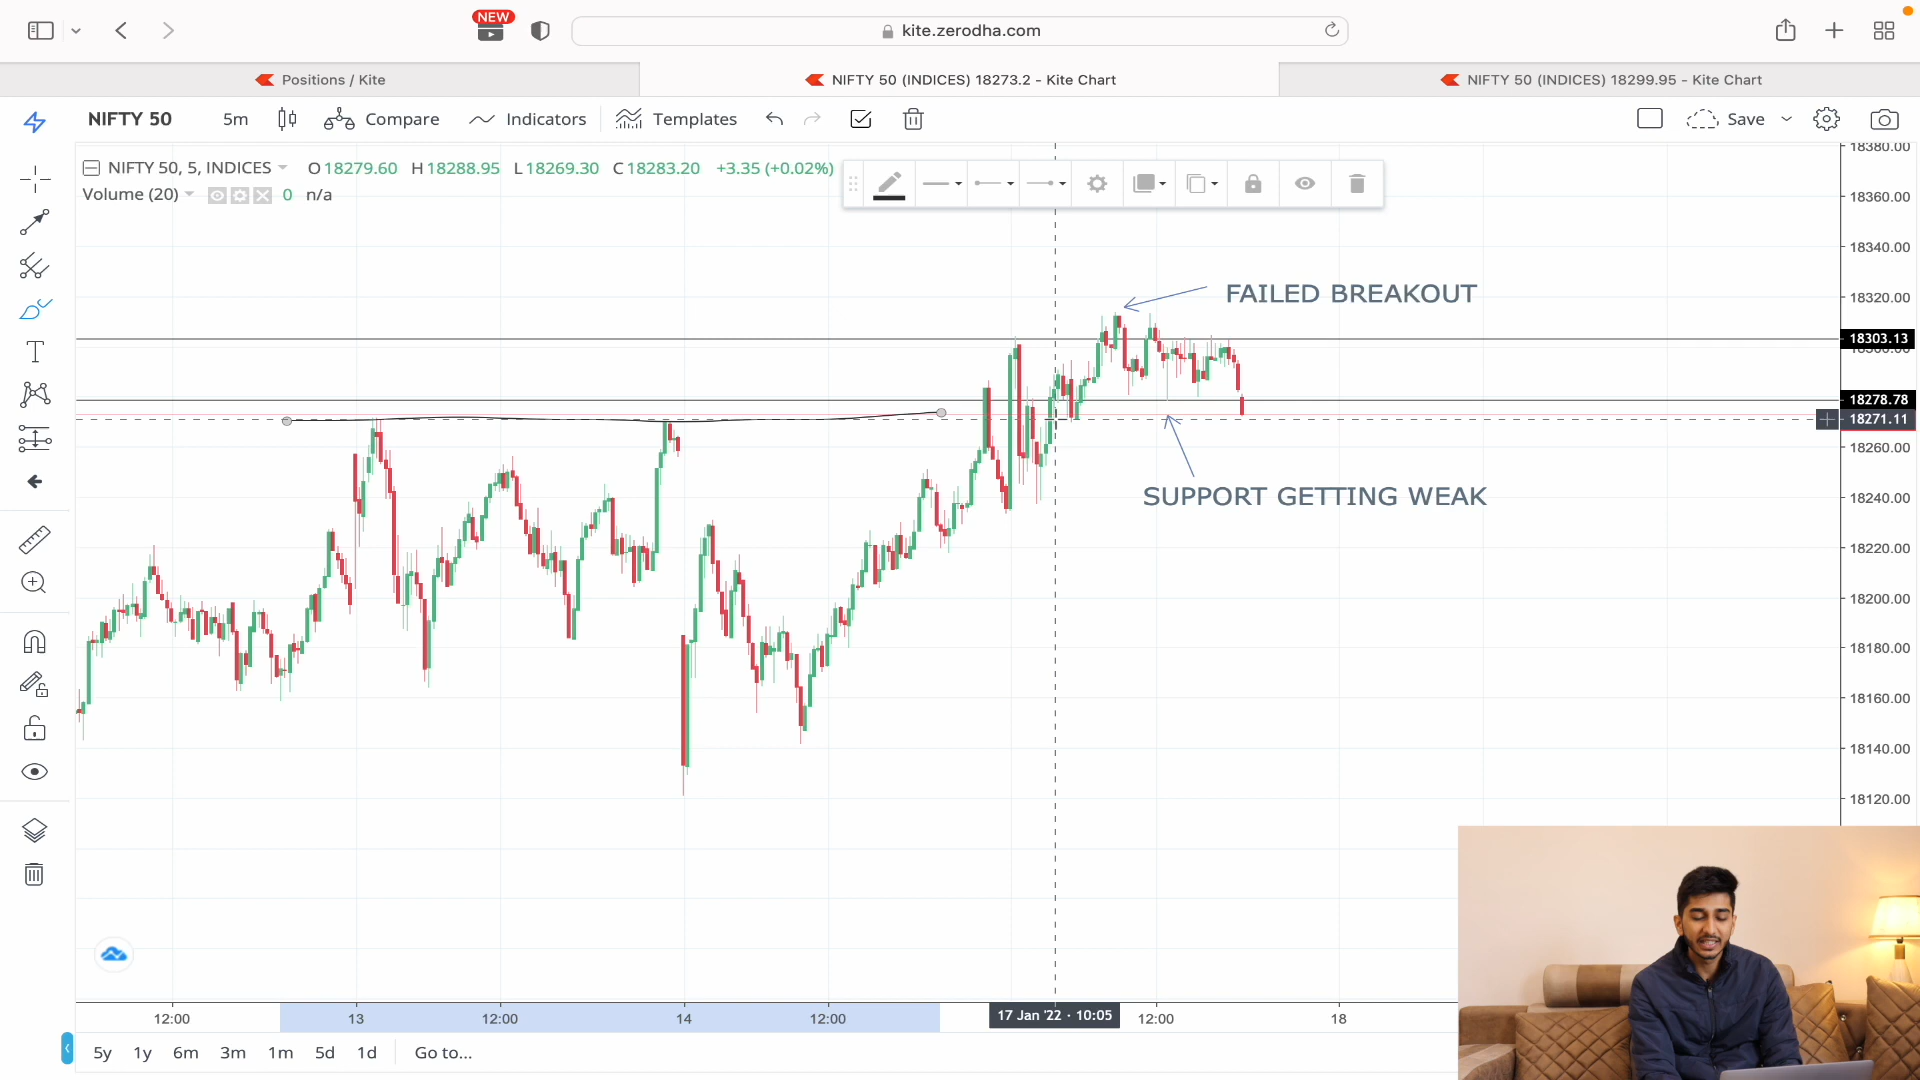 NEW
kite.zerodha.com
Positions / Kite
NIFTY 50 (INDICES) 18273.2 - Kite Chart
NIFTY 50 (INDICES) 18299.95 - Kite Chart
NIFTY 50 5m Compare Indicators Templates Save
NIFTY 50, 5, INDICES O18279.60 H18288.95 L18269.30 C18283.20 +3.35 (+0.02%)
Volume (20) 0 n/a
FAILED BREAKOUT
SUPPORT GETTING WEAK
18380.00
18360.00
18340.00
18320.00
18303.13
18278.78
18271.11
18260.00
18240.00
18220.00
18200.00
18180.00
18160.00
18140.00
18120.00
12:00 13 12:00 14 12:00 17 Jan '22 · 10:05 12:00 18
5y 1y 6m 3m 1m 5d 1d Go to...